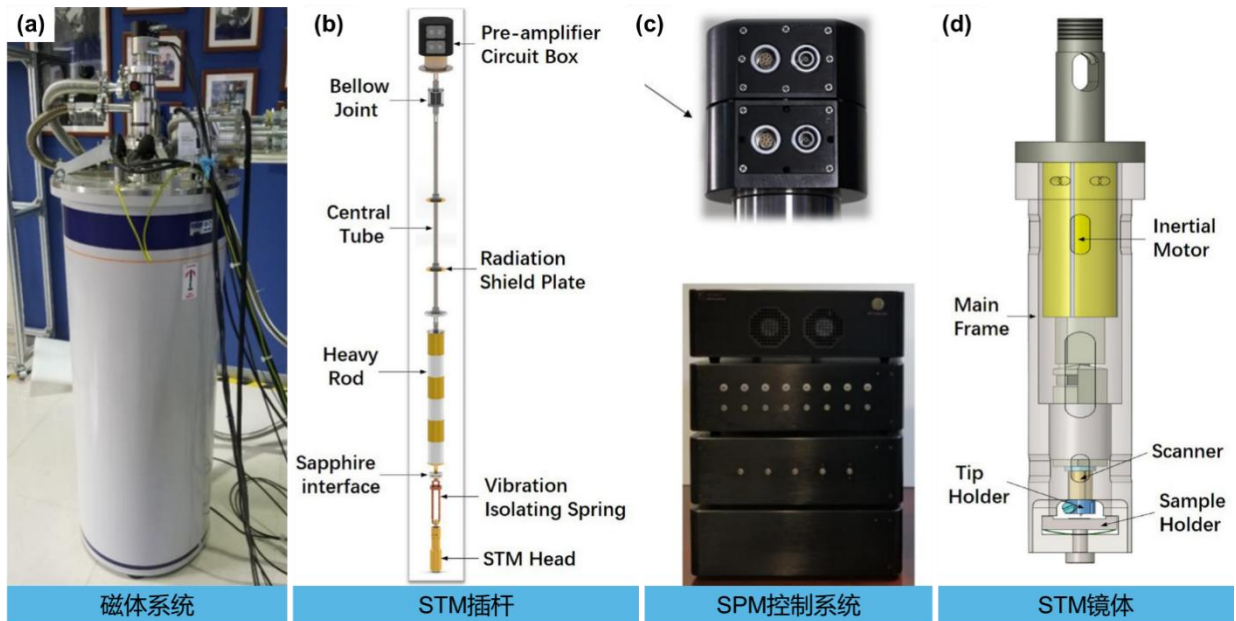 (a)
(b)
Pre-amplifier
Circuit Box
Bellow
Joint
Central
Tube
Radiation
Shield Plate
Heavy
Rod
Sapphire
interface
Vibration
Isolating Spring
STM Head
(c)
(d)
Inertial
Motor
Main
Frame
Scanner
Tip
Holder
Sample
Holder
磁体系统
STM插杆
SPM控制系统
STM镜体